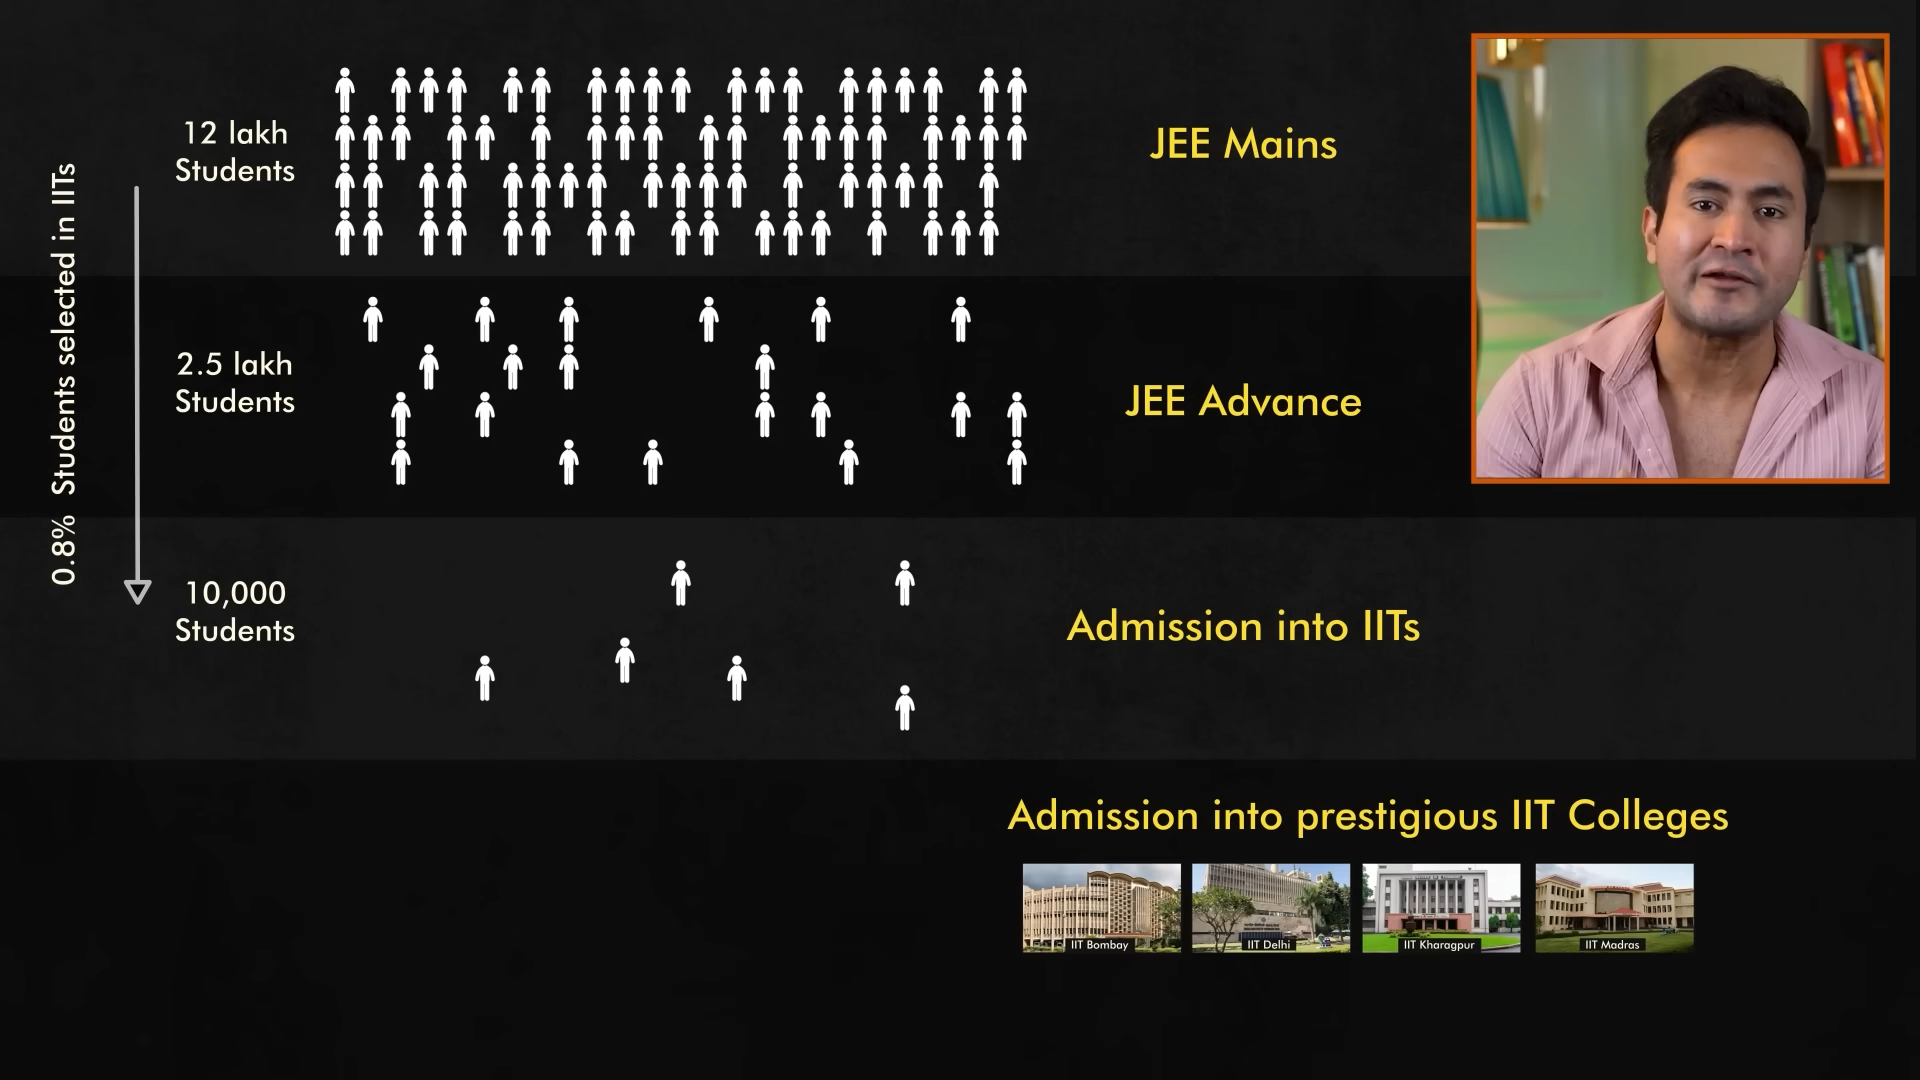 0.8% Students selected in IITs
12 lakh
Students
JEE Mains
2.5 lakh
Students
JEE Advance
10,000
Students
Admission into IITs
Admission into prestigious IIT Colleges
IIT Bombay
IIT Delhi
IIT Kharagpur
IIT Madras